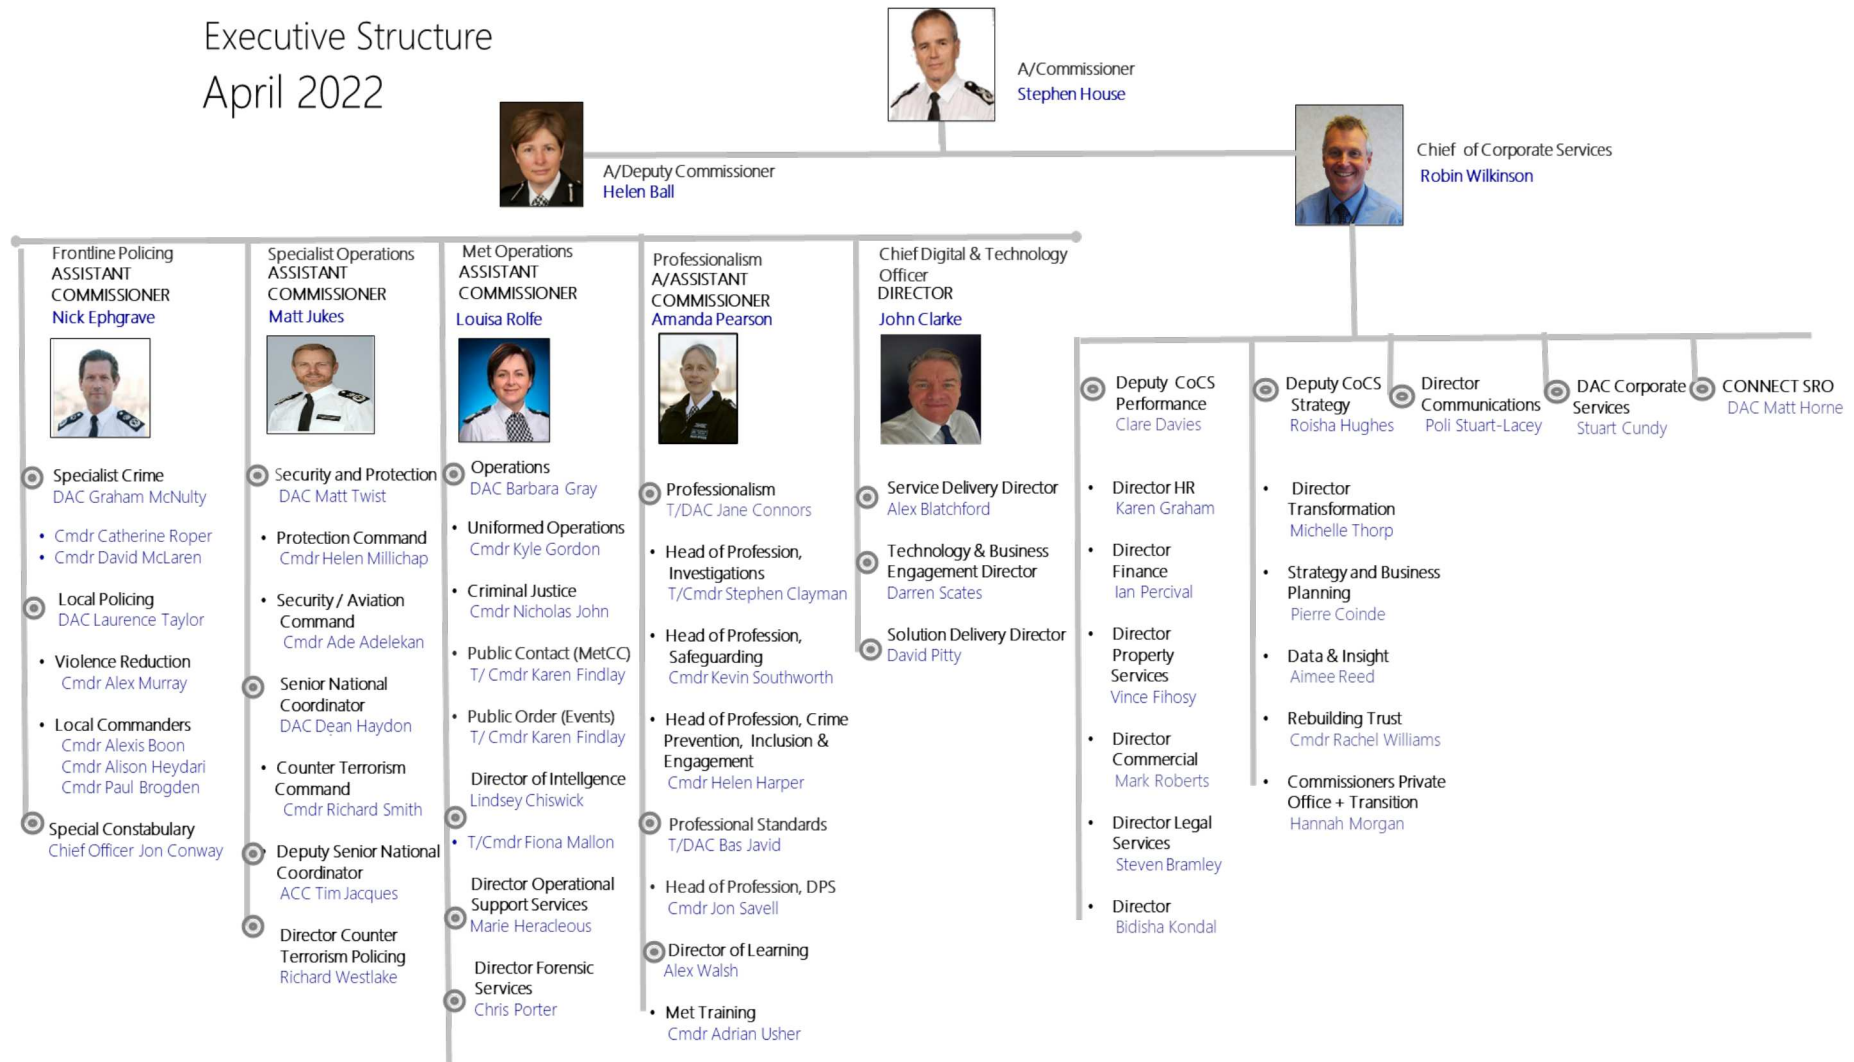 Executive Structure
April 2022
A/Commissioner
Stephen House
A/Deputy Commissioner
Helen Ball
Chief of Corporate Services
Robin Wilkinson
Frontline Policing
ASSISTANT
COMMISSIONER
Nick Ephgrave
Specialist Crime
DAC Graham McNulty
• Cmdr Catherine Roper
• Cmdr David McLaren
Local Policing
DAC Laurence Taylor
• Violence Reduction
Cmdr Alex Murray
• Local Commanders
Cmdr Alexis Boon
Cmdr Alison Heydari
Cmdr Paul Brogden
Special Constabulary
Chief Officer Jon Conway
Specialist Operations
ASSISTANT
COMMISSIONER
Matt Jukes
Security and Protection
DAC Matt Twist
• Protection Command
Cmdr Helen Millichap
• Security / Aviation
Command
Cmdr Ade Adelekan
Senior National
Coordinator
DAC Dean Haydon
• Counter Terrorism
Command
Cmdr Richard Smith
• Deputy Senior National
Coordinator
ACC Tim Jacques
Director Counter
Terrorism Policing
Richard Westlake
Met Operations
ASSISTANT
COMMISSIONER
Louisa Rolfe
Operations
DAC Barbara Gray
• Uniformed Operations
Cmdr Kyle Gordon
• Criminal Justice
Cmdr Nicholas John
• Public Contact (MetCC)
T/ Cmdr Karen Findlay
• Public Order (Events)
T/ Cmdr Karen Findlay
Director of Intellgence
Lindsey Chiswick
• T/Cmdr Fiona Mallon
Director Operational
Support Services
Marie Heracleous
Director Forensic
Services
Chris Porter
Professionalism
A/ASSISTANT
COMMISSIONER
Amanda Pearson
Professionalism
T/DAC Jane Connors
• Head of Profession,
Investigations
T/Cmdr Stephen Clayman
• Head of Profession,
Safeguarding
Cmdr Kevin Southworth
• Head of Profession, Crime
Prevention, Inclusion &
Engagement
Cmdr Helen Harper
Professional Standards
T/DAC Bas Javid
• Head of Profession, DPS
Cmdr Jon Savell
Director of Learning
Alex Walsh
• Met Training
Cmdr Adrian Usher
Chief Digital & Technology
Officer
DIRECTOR
John Clarke
Service Delivery Director
Alex Blatchford
Technology & Business
Engagement Director
Darren Scates
Solution Delivery Director
David Pitty
Deputy CoCS
Performance
Clare Davies
• Director HR
Karen Graham
• Director
Finance
Ian Percival
• Director
Property
Services
Vince Fihosy
• Director
Commercial
Mark Roberts
• Director Legal
Services
Steven Bramley
• Director
Bidisha Kondal
Deputy CoCS
Strategy
Roisha Hughes
• Director
Transformation
Michelle Thorp
• Strategy and Business
Planning
Pierre Coinde
• Data & Insight
Aimee Reed
• Rebuilding Trust
Cmdr Rachel Williams
• Commissioners Private
Office + Transition
Hannah Morgan
Director
Communications
Poli Stuart-Lacey
DAC Corporate
Services
Stuart Cundy
CONNECT SRO
DAC Matt Horne